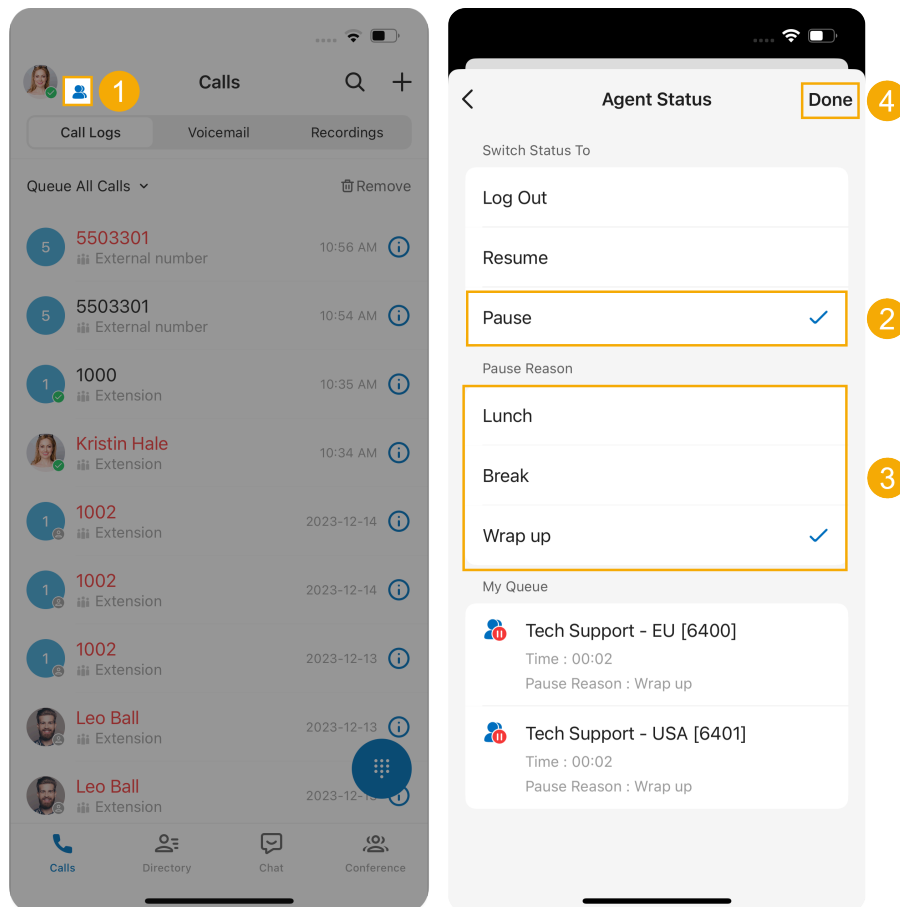 1
Calls
Call Logs
Voicemail
Recordings
Queue All Calls
Remove
5
5503301
External number
10:56 AM
5
5503301
External number
10:54 AM
1
1000
Extension
10:35 AM
Kristin Hale
Extension
10:34 AM
1
1002
Extension
2023-12-14
1
1002
Extension
2023-12-14
1
1002
Extension
2023-12-13
Leo Ball
Extension
2023-12-13
Leo Ball
Extension
2023-12-
Calls
Directory
Chat
Conference
Agent Status
Done
4
Switch Status To
Log Out
Resume
Pause
2
Pause Reason
Lunch
Break
3
Wrap up
My Queue
Tech Support - EU [6400]
Time : 00:02
Pause Reason : Wrap up
Tech Support - USA [6401]
Time : 00:02
Pause Reason : Wrap up